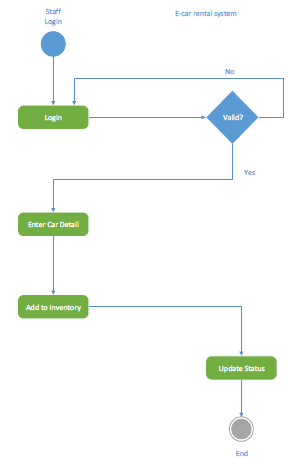 Staff
Login
E-car rental system
No
Login
Valid?
Yes
Enter Car Detail
Add to Inventory
Update Status
End